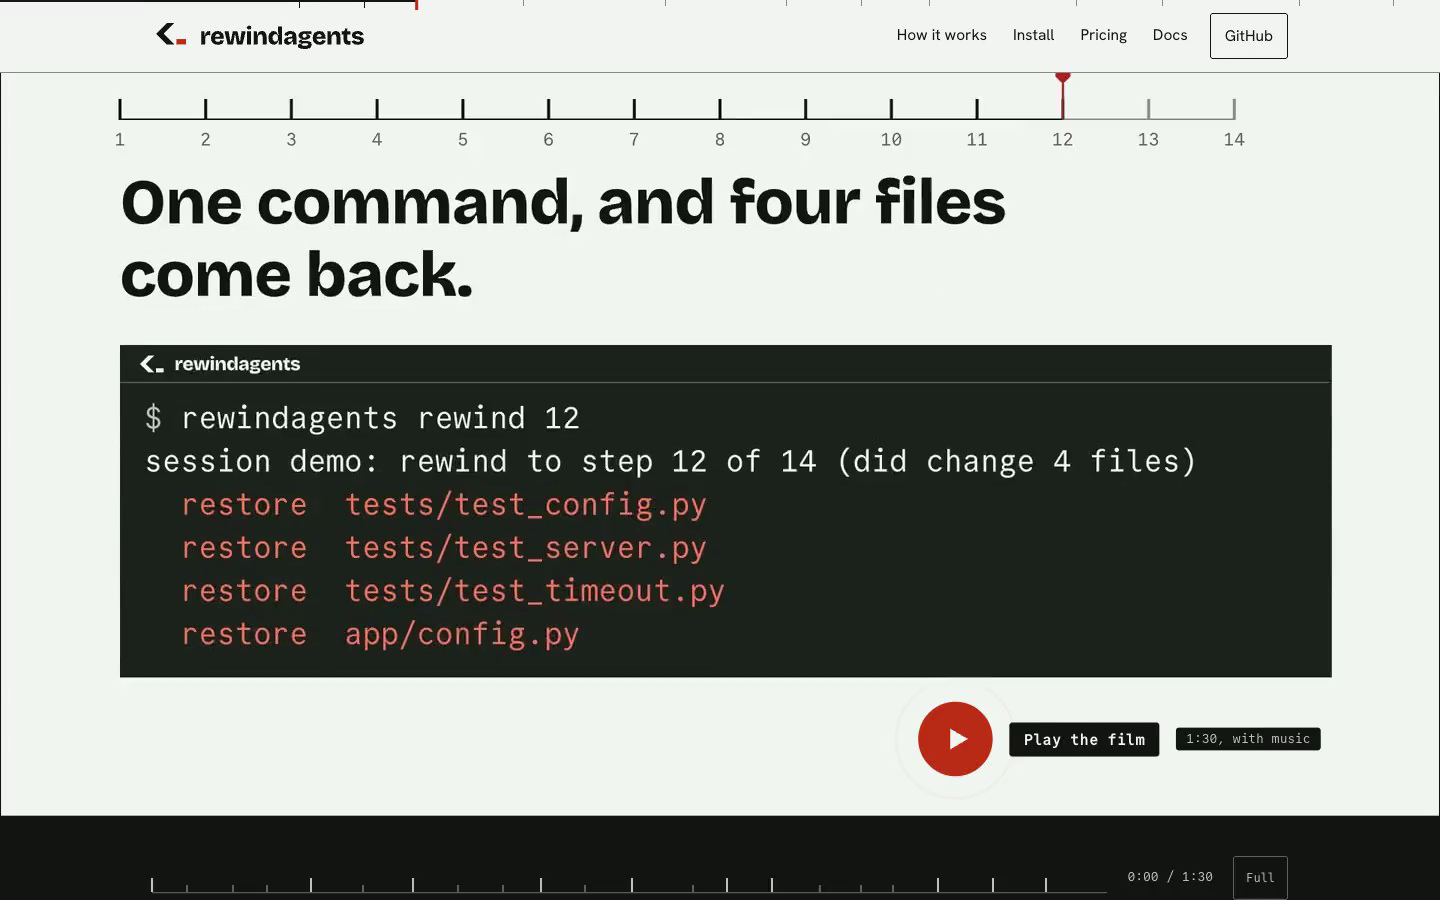 rewindagents
How it works Install Pricing Docs GitHub
1 2 3 4 5 6 7 8 9 10 11 12 13 14
One command, and four files
come back.
rewindagents
$ rewindagents rewind 12
session demo: rewind to step 12 of 14 (did change 4 files)
restore tests/test_config.py
restore tests/test_server.py
restore tests/test_timeout.py
restore app/config.py
Play the film 1:30, with music
0:00 / 1:30 Full